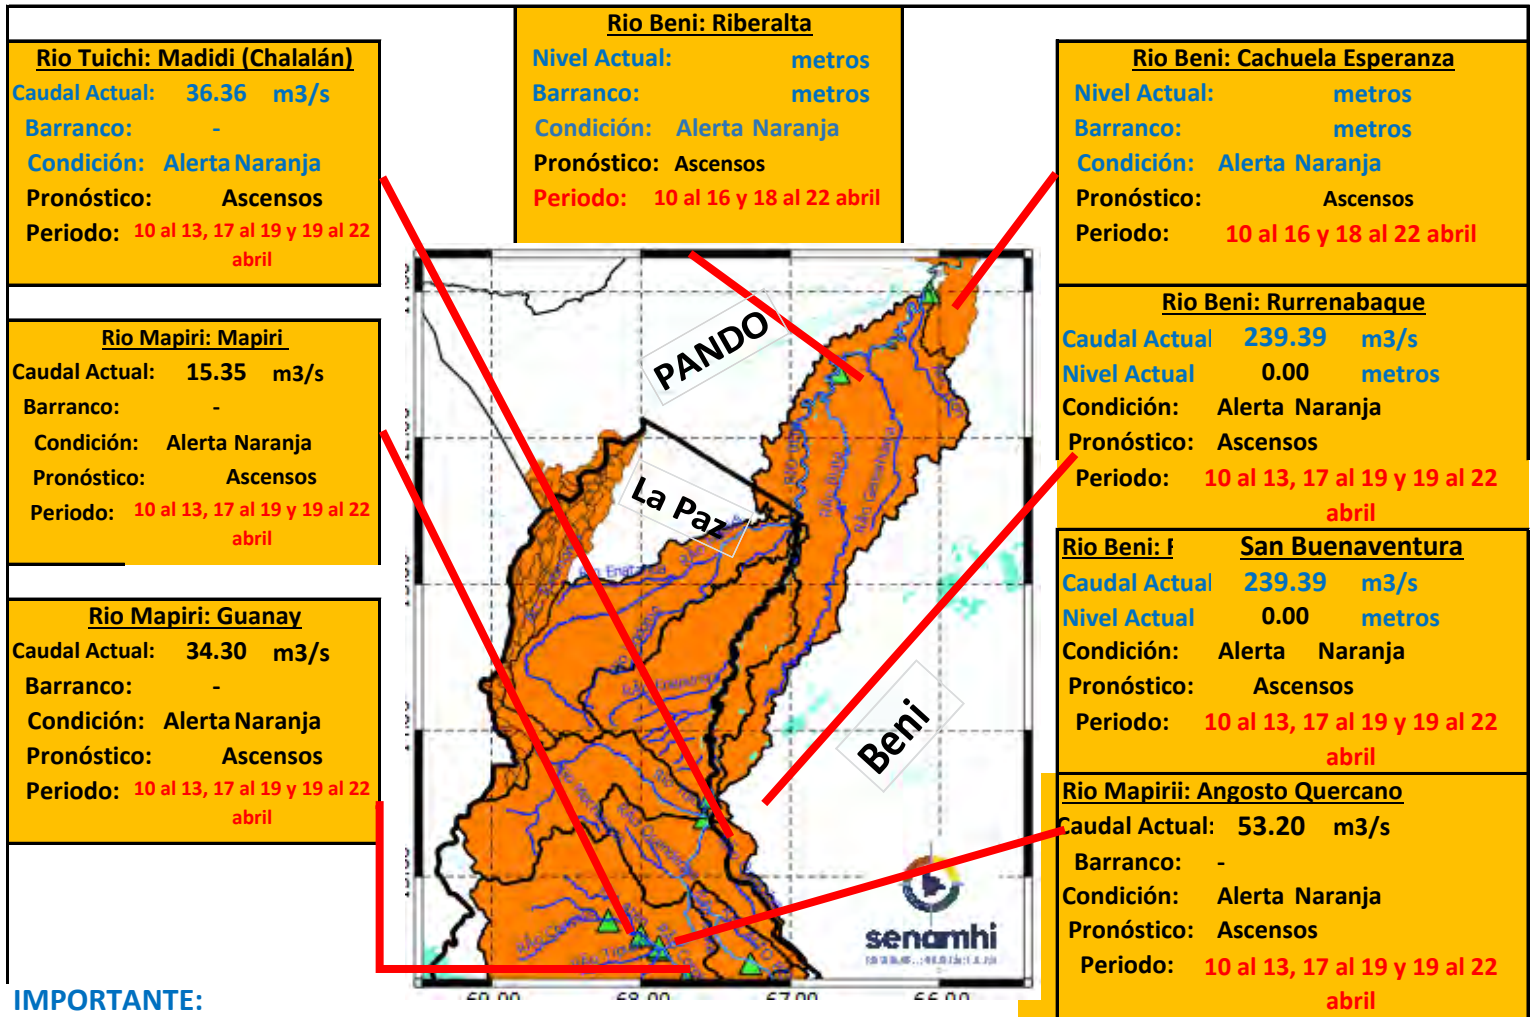 Rio Tuichi: Madidi (Chalalán)
Caudal Actual: 36.36 m3/s
Barranco: -
Condición: Alerta Naranja
Pronóstico: Ascensos
Periodo: 10 al 13, 17 al 19 y 19 al 22
abril
Rio Mapiri: Mapiri
Caudal Actual: 15.35 m3/s
Barranco: -
Condición: Alerta Naranja
Pronóstico: Ascensos
Periodo: 10 al 13, 17 al 19 y 19 al 22
abril
Rio Mapiri: Guanay
Caudal Actual: 34.30 m3/s
Barranco: -
Condición: Alerta Naranja
Pronóstico: Ascensos
Periodo: 10 al 13, 17 al 19 y 19 al 22
abril
Rio Beni: Riberalta
Nivel Actual: metros
Barranco: metros
Condición: Alerta Naranja
Pronóstico: Ascensos
Periodo: 10 al 16 y 18 al 22 abril
PANDO
La Paz
Beni
senamhi
69.00 68.00 67.00 66.00
Rio Beni: Cachuela Esperanza
Nivel Actual: metros
Barranco: metros
Condición: Alerta Naranja
Pronóstico: Ascensos
Periodo: 10 al 16 y 18 al 22 abril
Rio Beni: Rurrenabaque
Caudal Actual 239.39 m3/s
Nivel Actual 0.00 metros
Condición: Alerta Naranja
Pronóstico: Ascensos
Periodo: 10 al 13, 17 al 19 y 19 al 22
abril
Rio Beni: San Buenaventura
Caudal Actual 239.39 m3/s
Nivel Actual 0.00 metros
Condición: Alerta Naranja
Pronóstico: Ascensos
Periodo: 10 al 13, 17 al 19 y 19 al 22
abril
Rio Mapirii: Angosto Quercano
Caudal Actual: 53.20 m3/s
Barranco: -
Condición: Alerta Naranja
Pronóstico: Ascensos
Periodo: 10 al 13, 17 al 19 y 19 al 22
abril
IMPORTANTE: